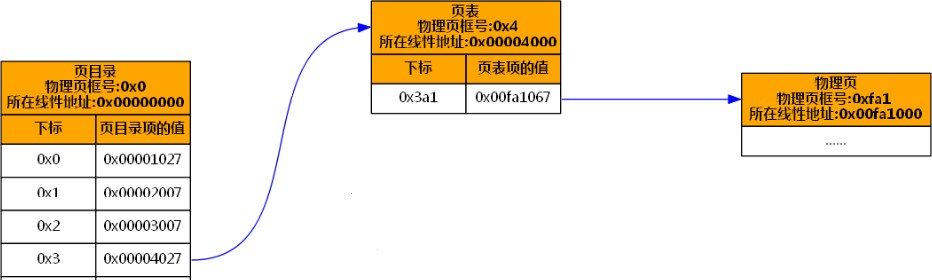 页目录
物理页框号:0x0
所在线性地址:0x00000000
下标 页目录项的值
0x0 0x00001027
0x1 0x00002007
0x2 0x00003007
0x3 0x00004027
页表
物理页框号:0x4
所在线性地址:0x00004000
下标 页表项的值
0x3a1 0x00fa1067
物理页
物理页框号:0xfa1
所在线性地址:0x00fa1000
......